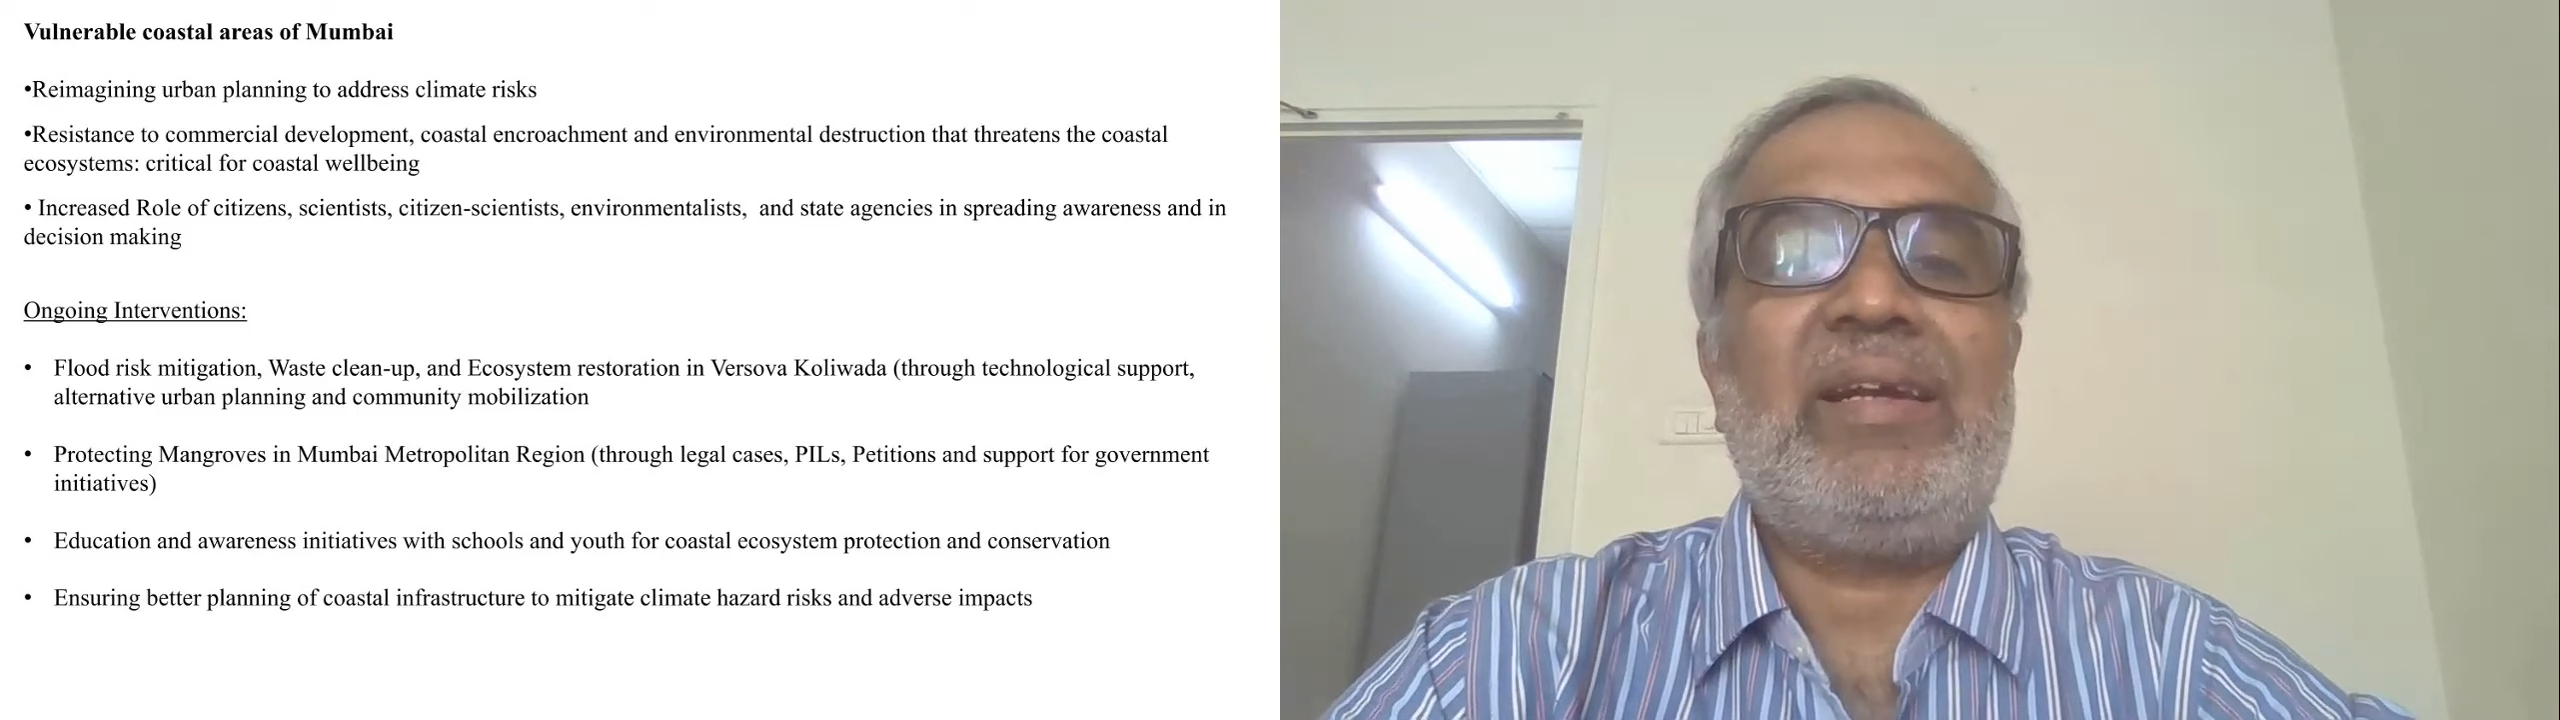 Vulnerable coastal areas of Mumbai
•Reimagining urban planning to address climate risks
•Resistance to commercial development, coastal encroachment and environmental destruction that threatens the coastal
ecosystems: critical for coastal wellbeing
• Increased Role of citizens, scientists, citizen-scientists, environmentalists,  and state agencies in spreading awareness and in
decision making
Ongoing Interventions:
• Flood risk mitigation, Waste clean-up, and Ecosystem restoration in Versova Koliwada (through technological support,
alternative urban planning and community mobilization
• Protecting Mangroves in Mumbai Metropolitan Region (through legal cases, PILs, Petitions and support for government
initiatives)
• Education and awareness initiatives with schools and youth for coastal ecosystem protection and conservation
• Ensuring better planning of coastal infrastructure to mitigate climate hazard risks and adverse impacts